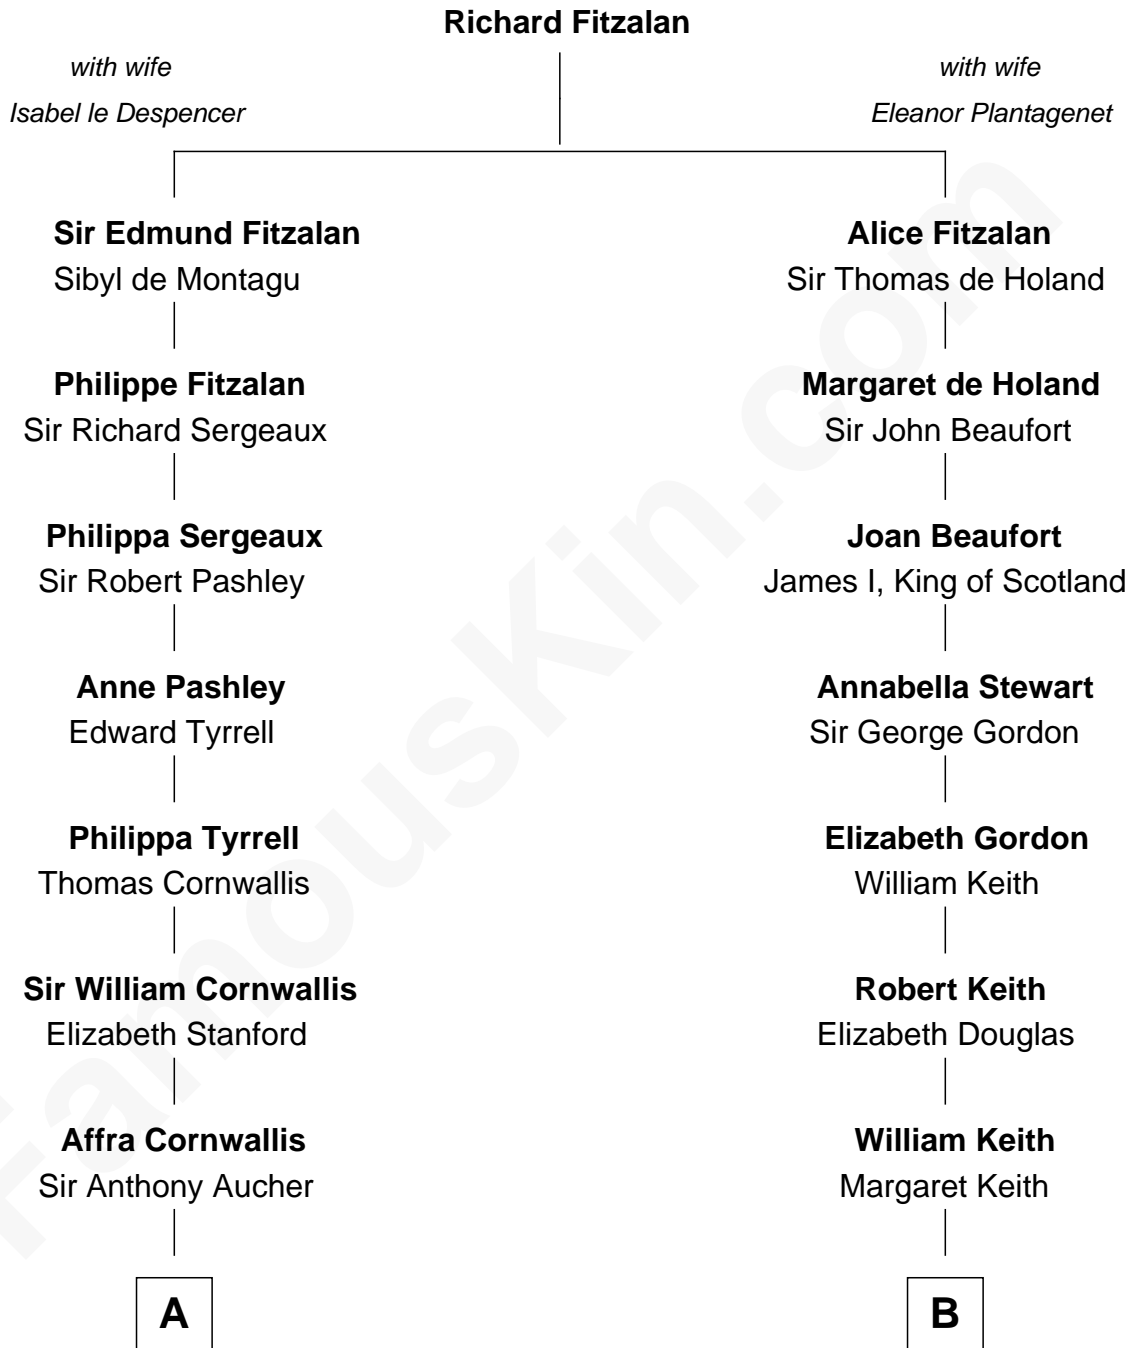 Richard Fitzalan
with wife
Isabel le Despencer
with wife
Eleanor Plantagenet
Sir Edmund Fitzalan
Sibyl de Montagu
Alice Fitzalan
Sir Thomas de Holand
Philippe Fitzalan
Sir Richard Sergeaux
Margaret de Holand
Sir John Beaufort
Philippa Sergeaux
Sir Robert Pashley
Joan Beaufort
James I, King of Scotland
Anne Pashley
Edward Tyrrell
Annabella Stewart
Sir George Gordon
Philippa Tyrrell
Thomas Cornwallis
Elizabeth Gordon
William Keith
Sir William Cornwallis
Elizabeth Stanford
Robert Keith
Elizabeth Douglas
Affra Cornwallis
Sir Anthony Aucher
William Keith
Margaret Keith
A
B
FamousKin.com